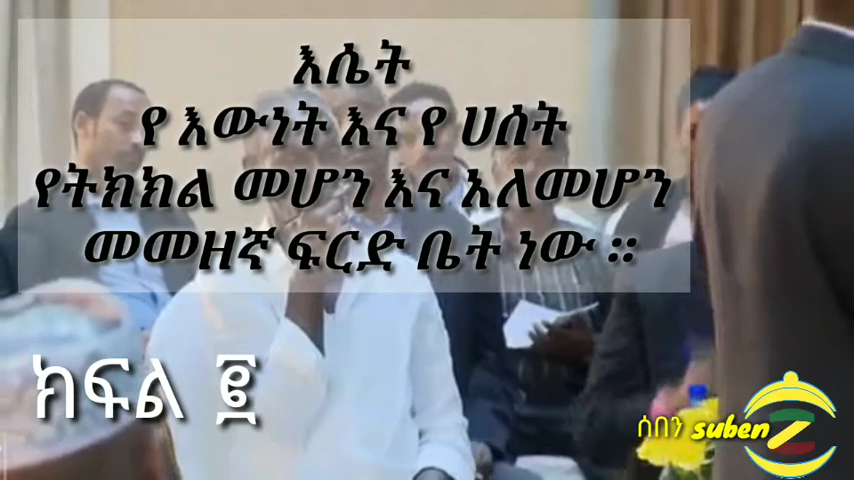 እሴት
የ እውነት እና የ ሀሰት
የትክክል መሆን እና አለመሆን
መመዘኛ ፍርድ ቤት ነው ።
ክፍል ፪
ሰበን suben Z